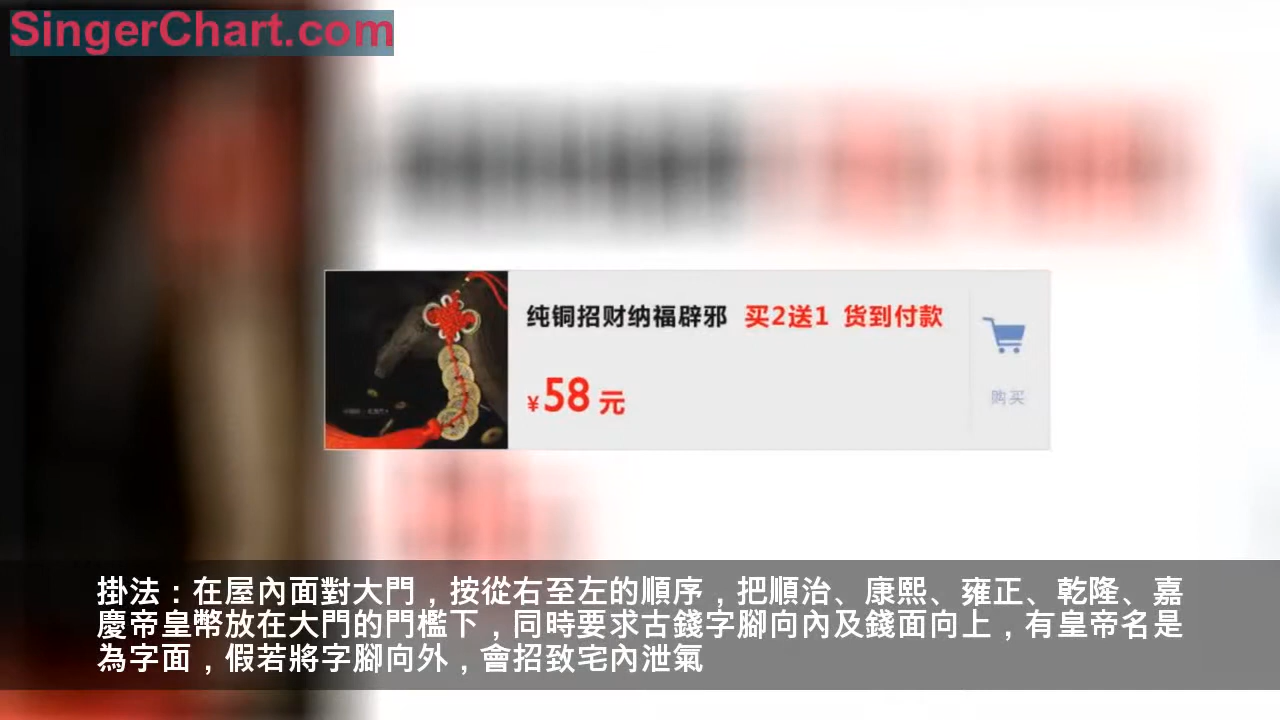 SingerChart.com
纯铜招财纳福辟邪 买2送1 货到付款
¥58元
购买
掛法：在屋內面對大門，按從右至左的順序，把順治、康熙、雍正、乾隆、嘉
慶帝皇幣放在大門的門檻下，同時要求古錢字腳向內及錢面向上，有皇帝名是
為字面，假若將字腳向外，會招致宅內泄氣